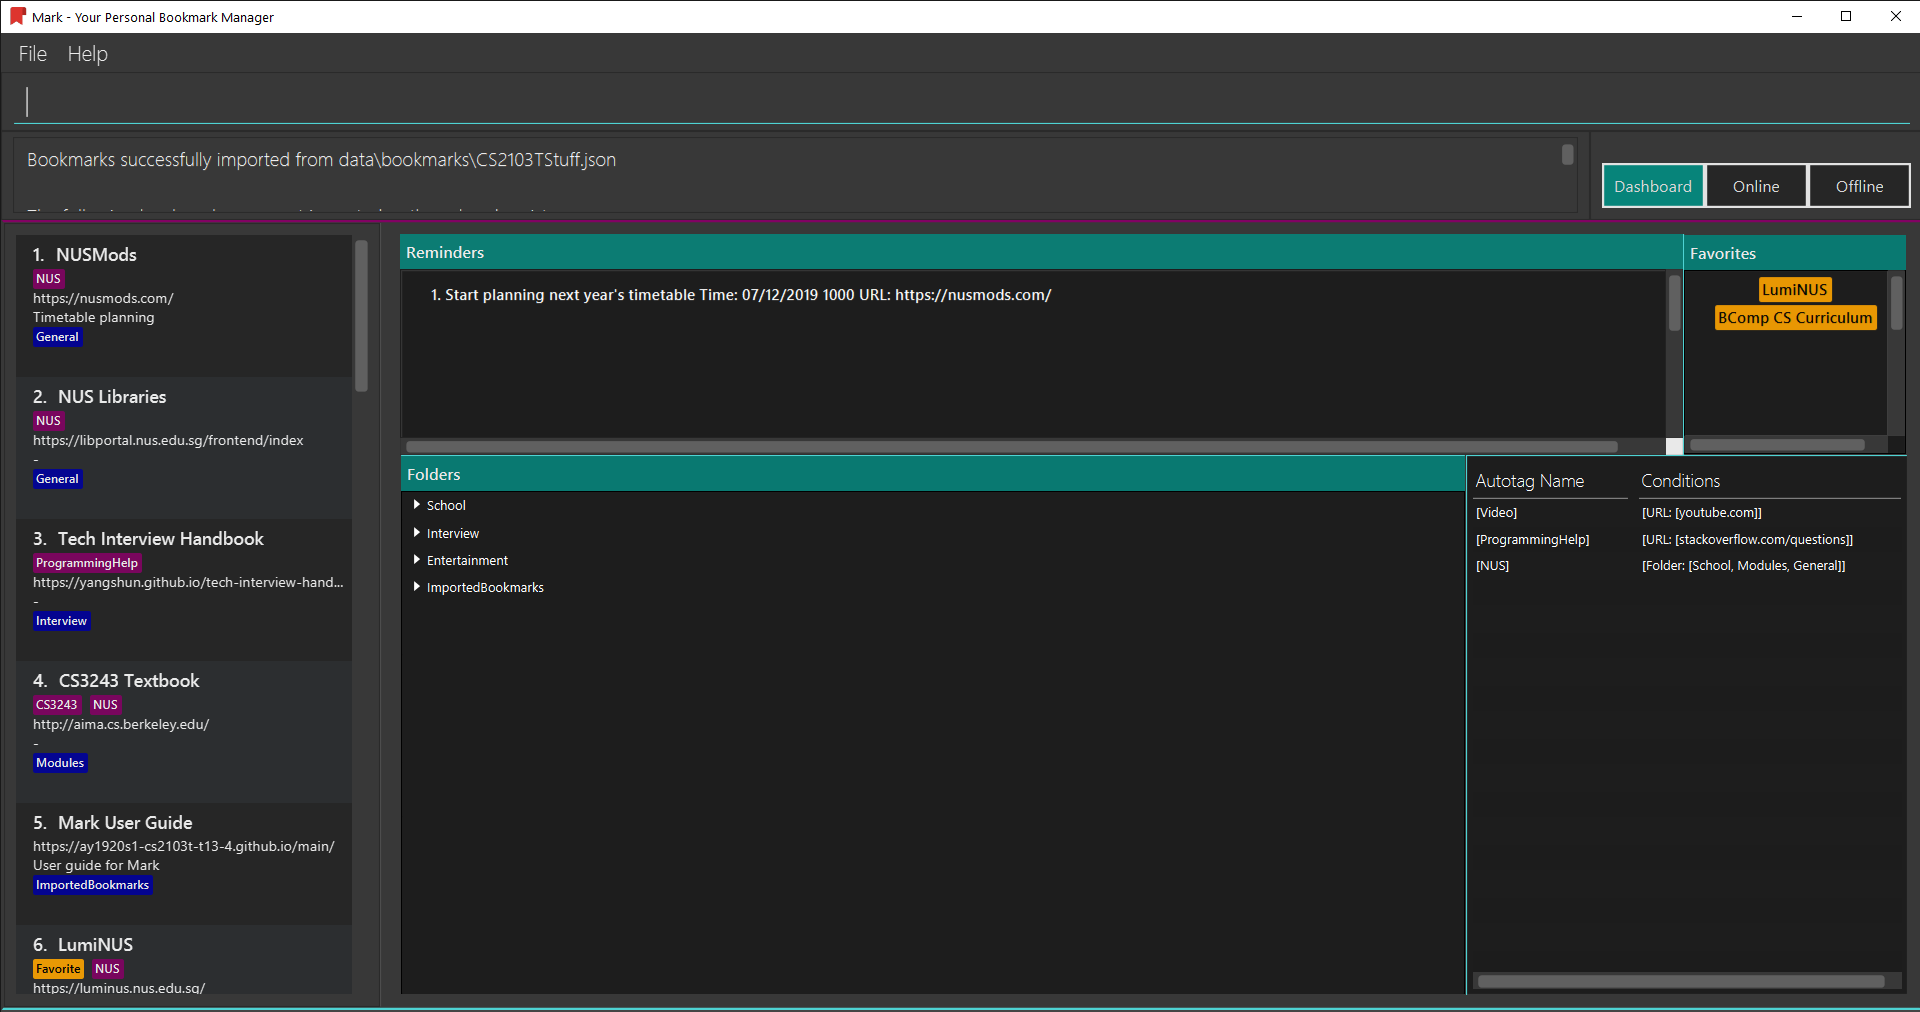 Mark - Your Personal Bookmark Manager
File Help
Bookmarks successfully imported from data\bookmarks\CS2103TStuff.json
Dashboard Online Offline
1. NUSMods
NUS
https://nusmods.com/
Timetable planning
General
2. NUS Libraries
NUS
https://libportal.nus.edu.sg/frontend/index
-
General
3. Tech Interview Handbook
ProgrammingHelp
https://yangshun.github.io/tech-interview-hand...
-
Interview
4. CS3243 Textbook
CS3243 NUS
http://aima.cs.berkeley.edu/
-
Modules
5. Mark User Guide
https://ay1920s1-cs2103t-t13-4.github.io/main/
User guide for Mark
ImportedBookmarks
6. LumiNUS
Favorite NUS
https://luminus.nus.edu.sg/
Reminders
1. Start planning next year's timetable Time: 07/12/2019 1000 URL: https://nusmods.com/
Favorites
LumiNUS
BComp CS Curriculum
Folders
School
Interview
Entertainment
ImportedBookmarks
Autotag Name Conditions
[Video] [URL: [youtube.com]]
[ProgrammingHelp] [URL: [stackoverflow.com/questions]]
[NUS] [Folder: [School, Modules, General]]